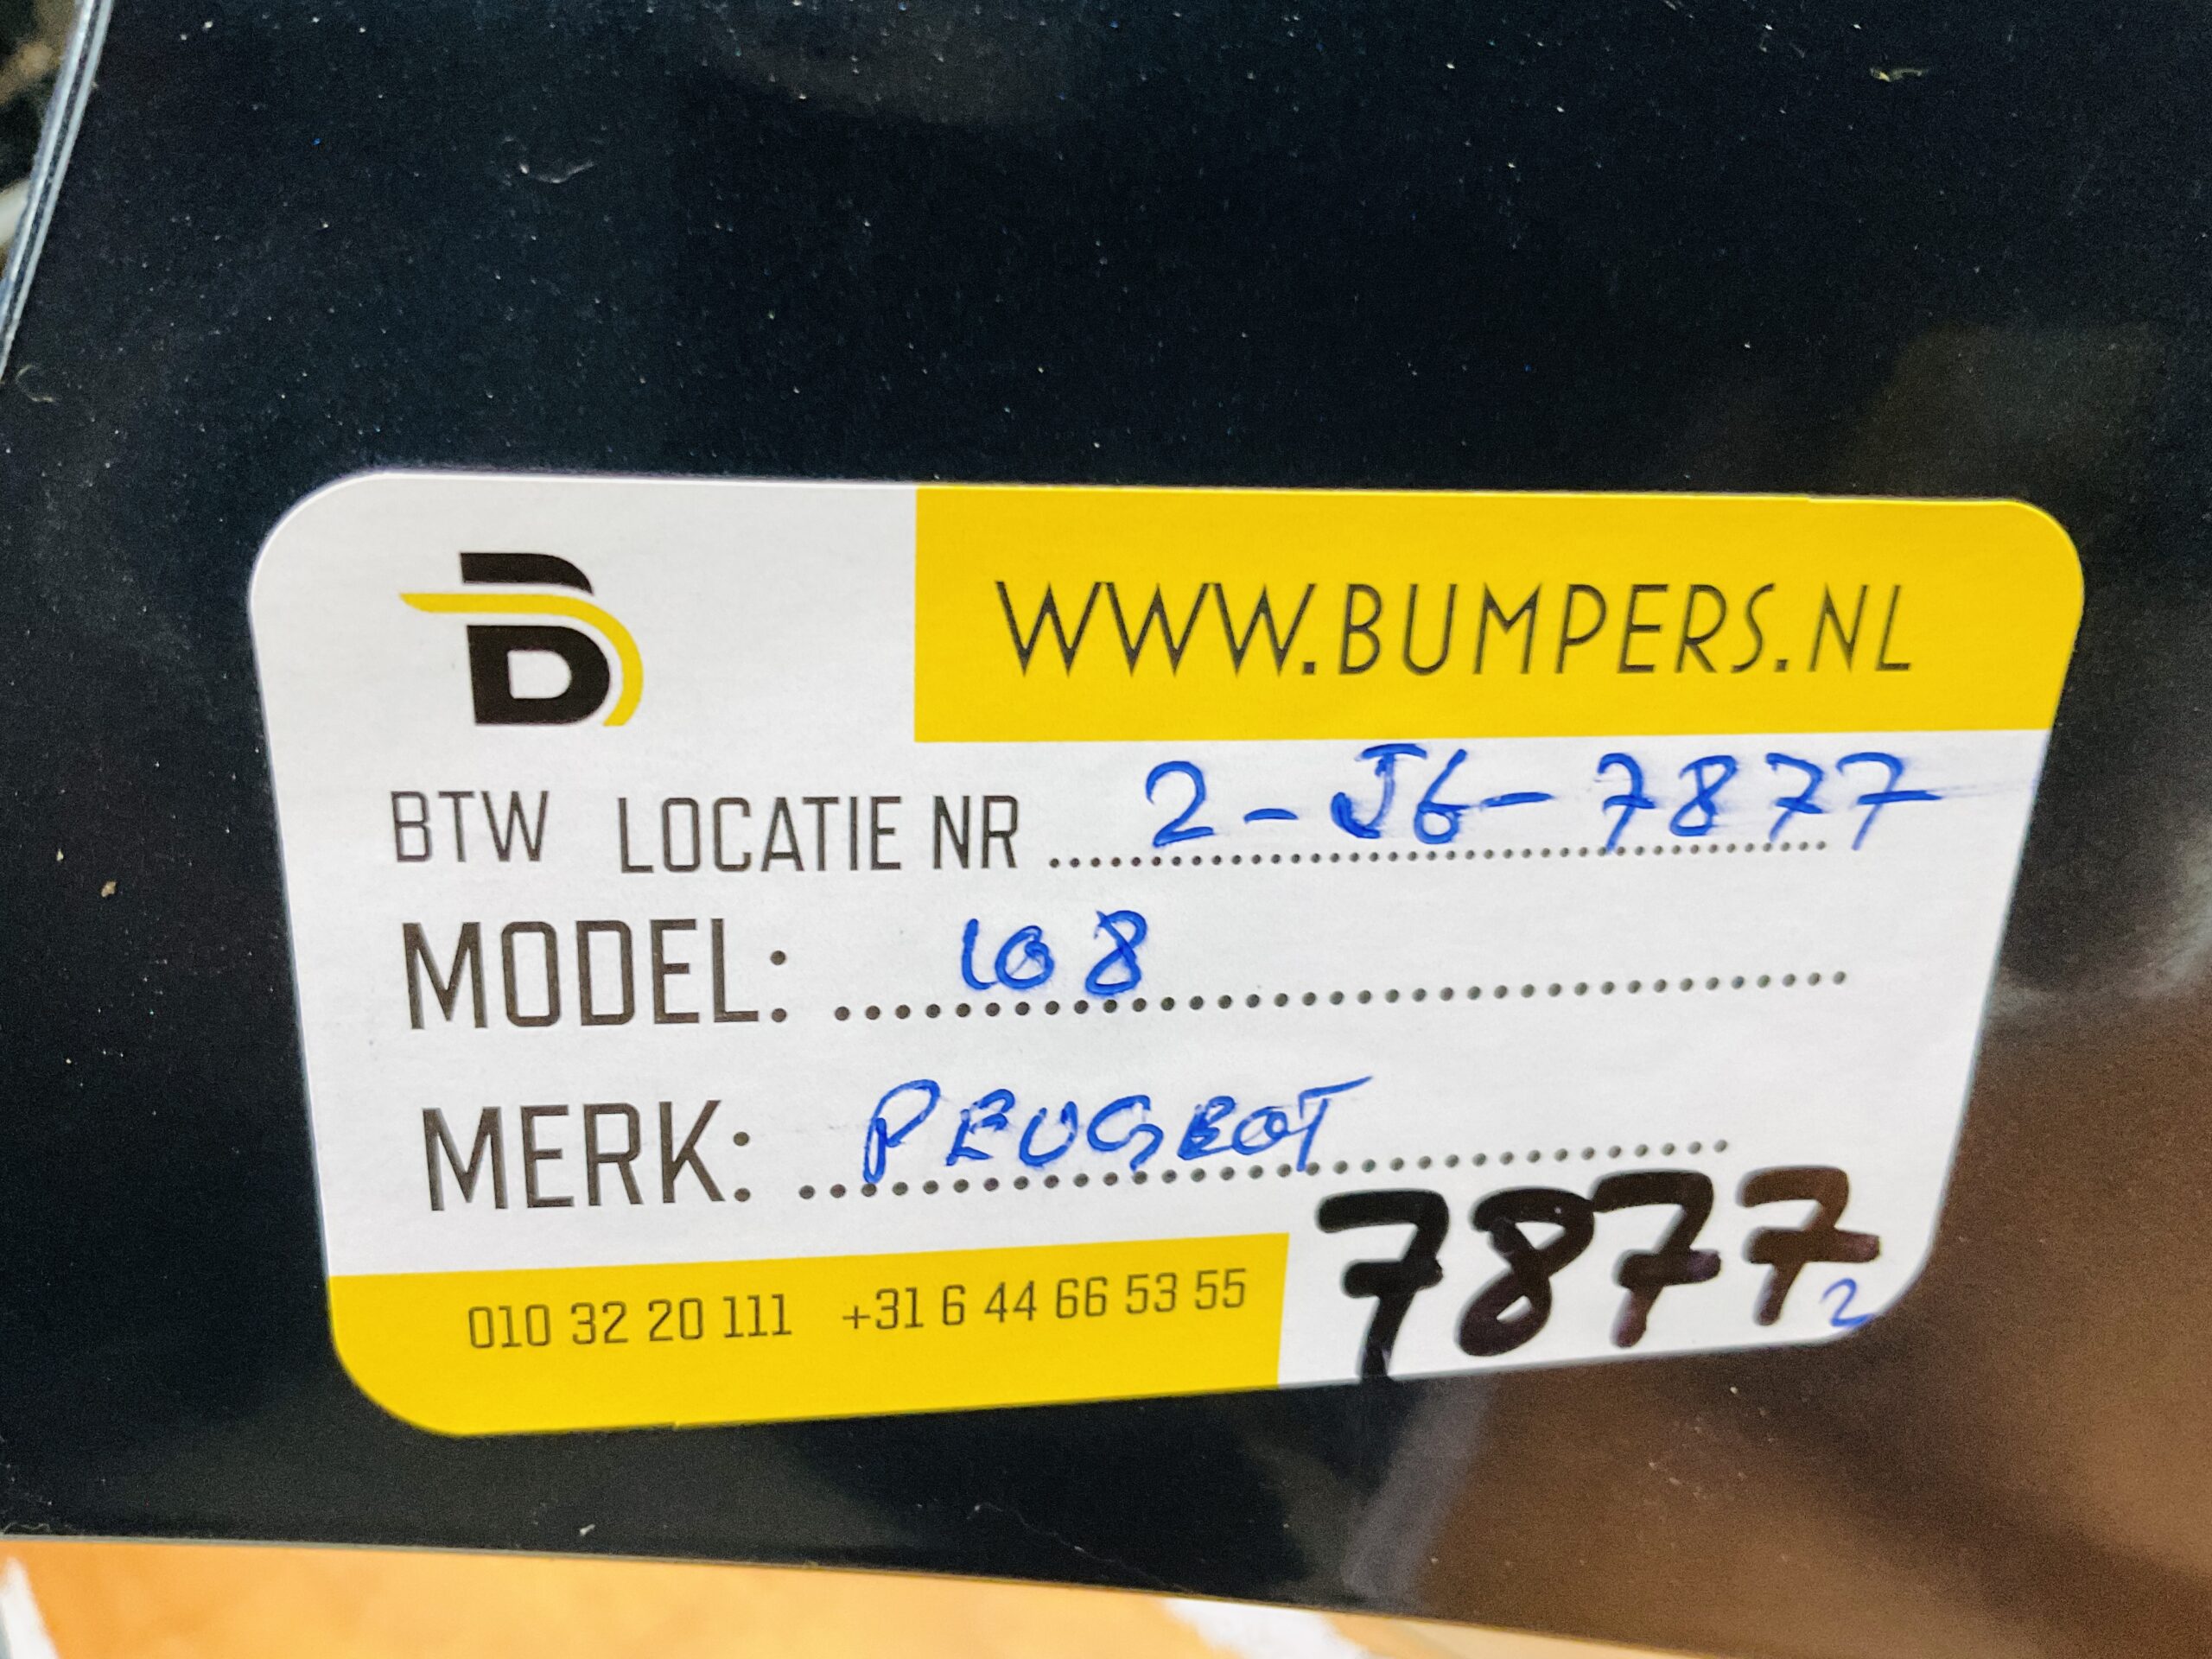 B
WWW.BUMPERS.NL
BTW LOCATIE NR 2-J6-7877
MODEL: 108
MERK: PEUGEOT
7877
2
010 32 20 111 +31 6 44 66 53 55